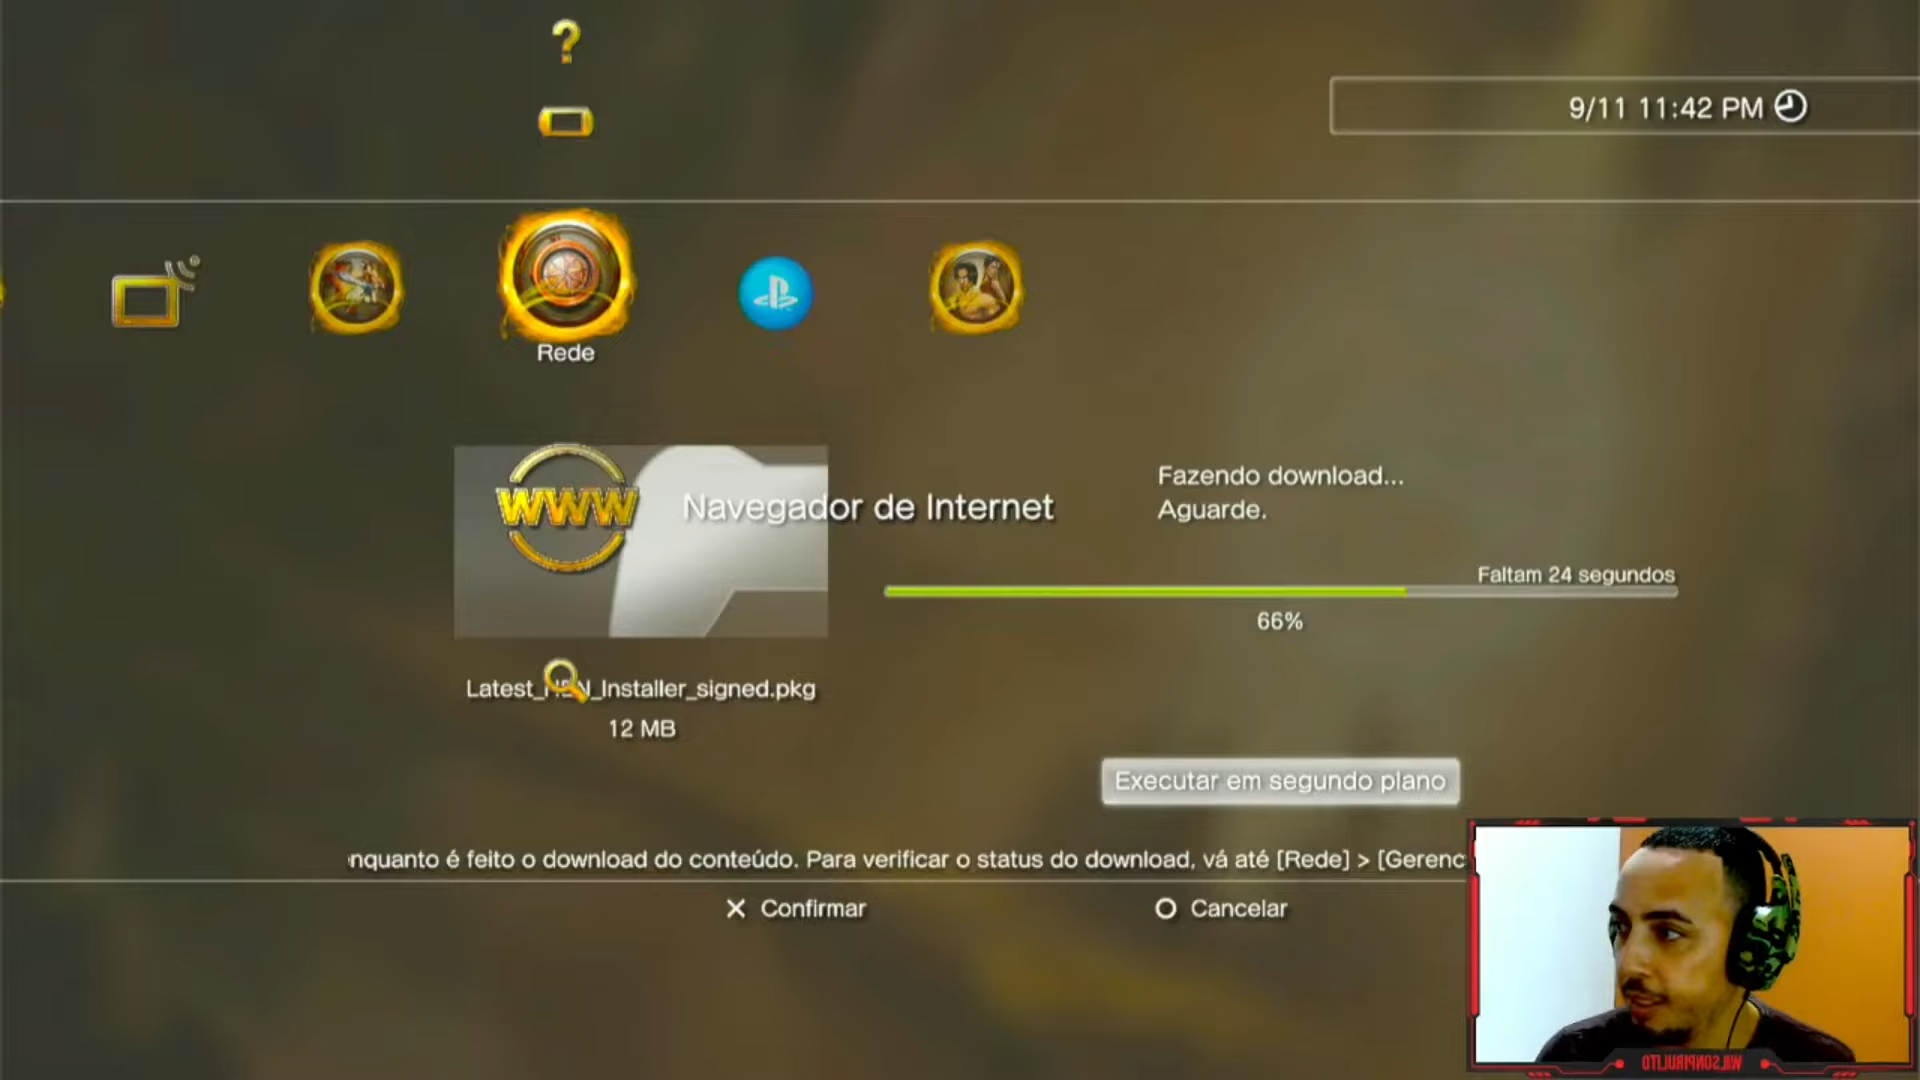 ?
9/11 11:42 PM
Rede
www
Navegador de Internet
Fazendo download...
Aguarde.
Faltam 24 segundos
66%
Latest_HEN_Installer_signed.pkg
12 MB
Executar em segundo plano
nquanto é feito o download do conteúdo. Para verificar o status do download, vá até [Rede] > [Gerenc
X Confirmar
O Cancelar
WILSONPIRULITO